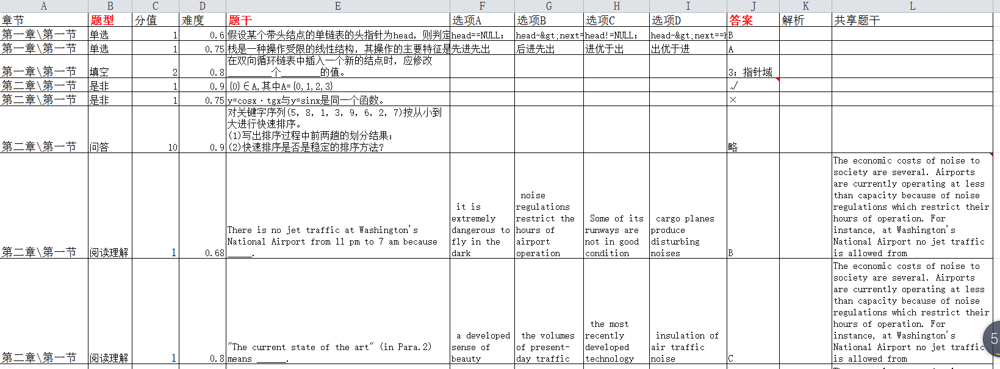 A B C D E F G H I J K L
章节 题型 分值 难度 题干 选项A 选项B 选项C 选项D 答案 解析 共享题干
第一章\第一节 单选 1 0.6 假设某个带头结点的单链表的头指针为head，则判定 head==NULL； head-&gt;next= head!=NULL； head-&gt;next== B
第一章\第一节 单选 1 0.75 栈是一种操作受限的线性结构，其操作的主要特征是 先进先出 后进先出 进优于出 出优于进 A
在双向循环链表中插入一个新的结点时，应修改
第一章\第一节 填空 2 0.8 _________个________的值。 3；指针域
第二章\第一节 是非 1 0.9 {0}∈A,其中A={0,1,2,3} √
第二章\第一节 是非 1 0.75 y=cosx·tgx与y=sinx是同一个函数。 ×
对关键字序列(5，8，1，3，9，6，2，7)按从小到
大进行快速排序。
(1)写出排序过程中前两趟的划分结果；
第二章\第一节 问答 10 0.9 (2)快速排序是否是稳定的排序方法? 略
There is no jet traffic at Washington's
National Airport from 11 pm to 7 am because
第二章\第一节 阅读理解 1 0.68 _____.
it is
extremely
dangerous to
fly in the
dark
noise
regulations
restrict the
hours of
airport
operation
Some of its
runways are
not in good
condition
cargo planes
produce
disturbing
noises
B
The economic costs of noise to
society are several. Airports
are currently operating at less
than capacity because of noise
regulations which restrict their
hours of operation. For
instance, at Washington's
National Airport no jet traffic
is allowed from
"The current state of the art" (in Para.2)
第二章\第一节 阅读理解 1 0.8 means ______.
a developed
sense of
beauty
the volumes
of present-
day traffic
the most
recently
developed
technology
insulation of
air traffic
noise
C
The economic costs of noise to
society are several. Airports
are currently operating at less
than capacity because of noise
regulations which restrict their
hours of operation. For
instance, at Washington's
National Airport no jet traffic
is allowed from
5